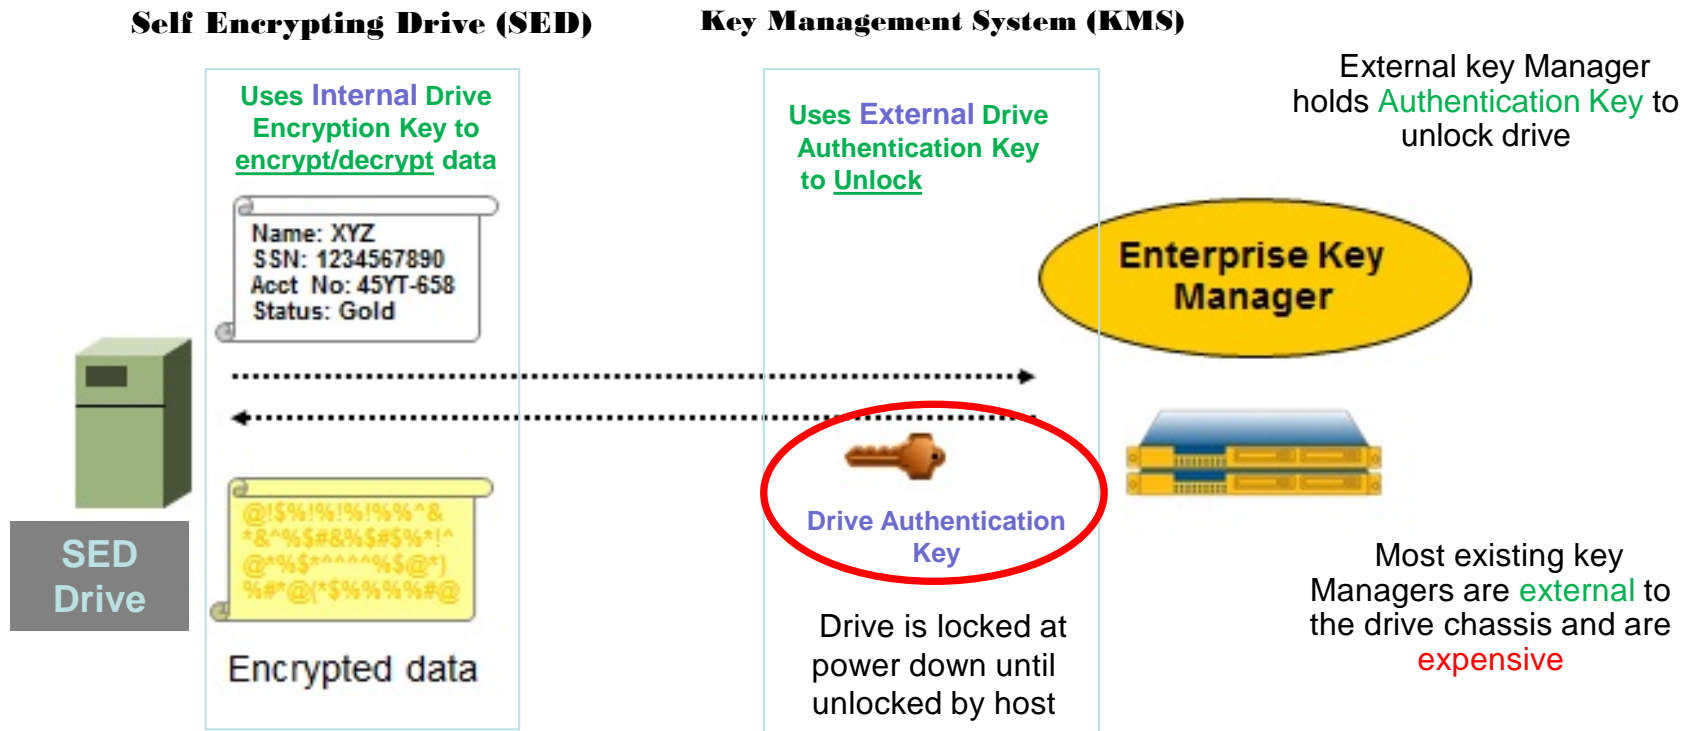 Self Encrypting Drive (SED)
Key Management System (KMS)
Uses Internal Drive
Encryption Key to
encrypt/decrypt data
Name: XYZ
SSN: 1234567890
Acct No: 45YT-658
Status: Gold
SED
Drive
@!$%!%!%!%%^&
*&^%$#&%$#$%*!^
@*%$*^^^^%$@*)
%#*@(*$%%%%#@
Encrypted data
Uses External Drive
Authentication Key
to Unlock
Drive Authentication
Key
Drive is locked at
power down until
unlocked by host
External key Manager
holds Authentication Key to
unlock drive
Enterprise Key
Manager
Most existing key
Managers are external to
the drive chassis and are
expensive